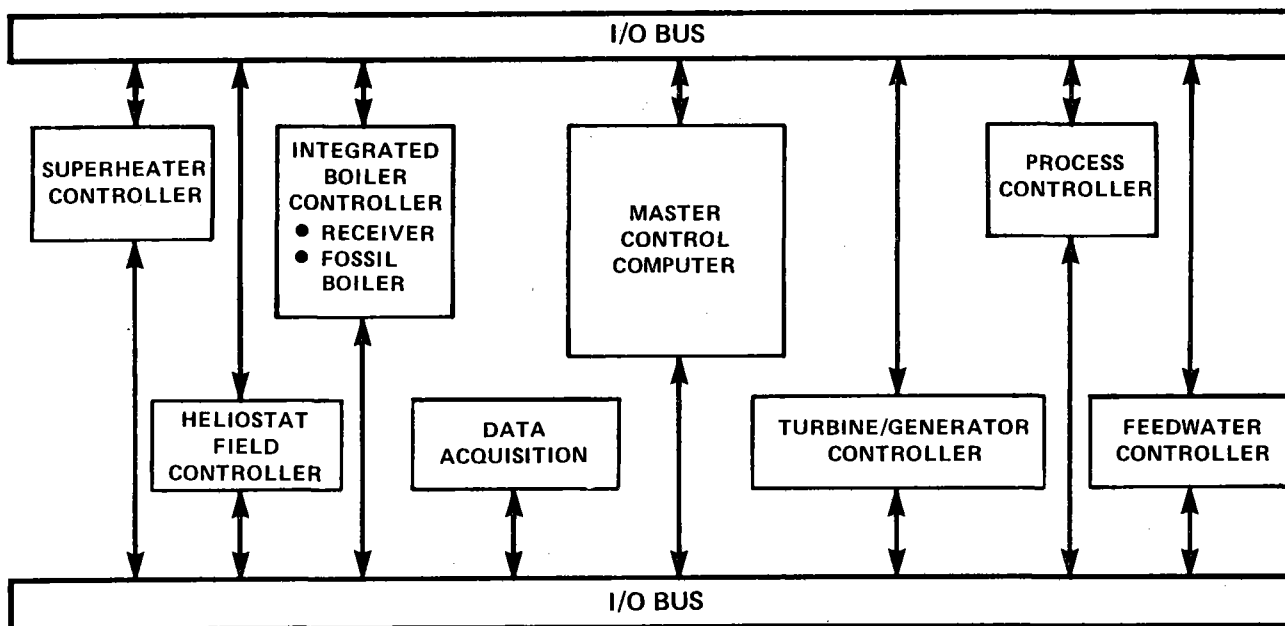 I/O BUS
SUPERHEATER
CONTROLLER
INTEGRATED
BOILER
CONTROLLER
● RECEIVER
● FOSSIL
BOILER
MASTER
CONTROL
COMPUTER
PROCESS
CONTROLLER
HELIOSTAT
FIELD
CONTROLLER
DATA
ACQUISITION
TURBINE/GENERATOR
CONTROLLER
FEEDWATER
CONTROLLER
I/O BUS